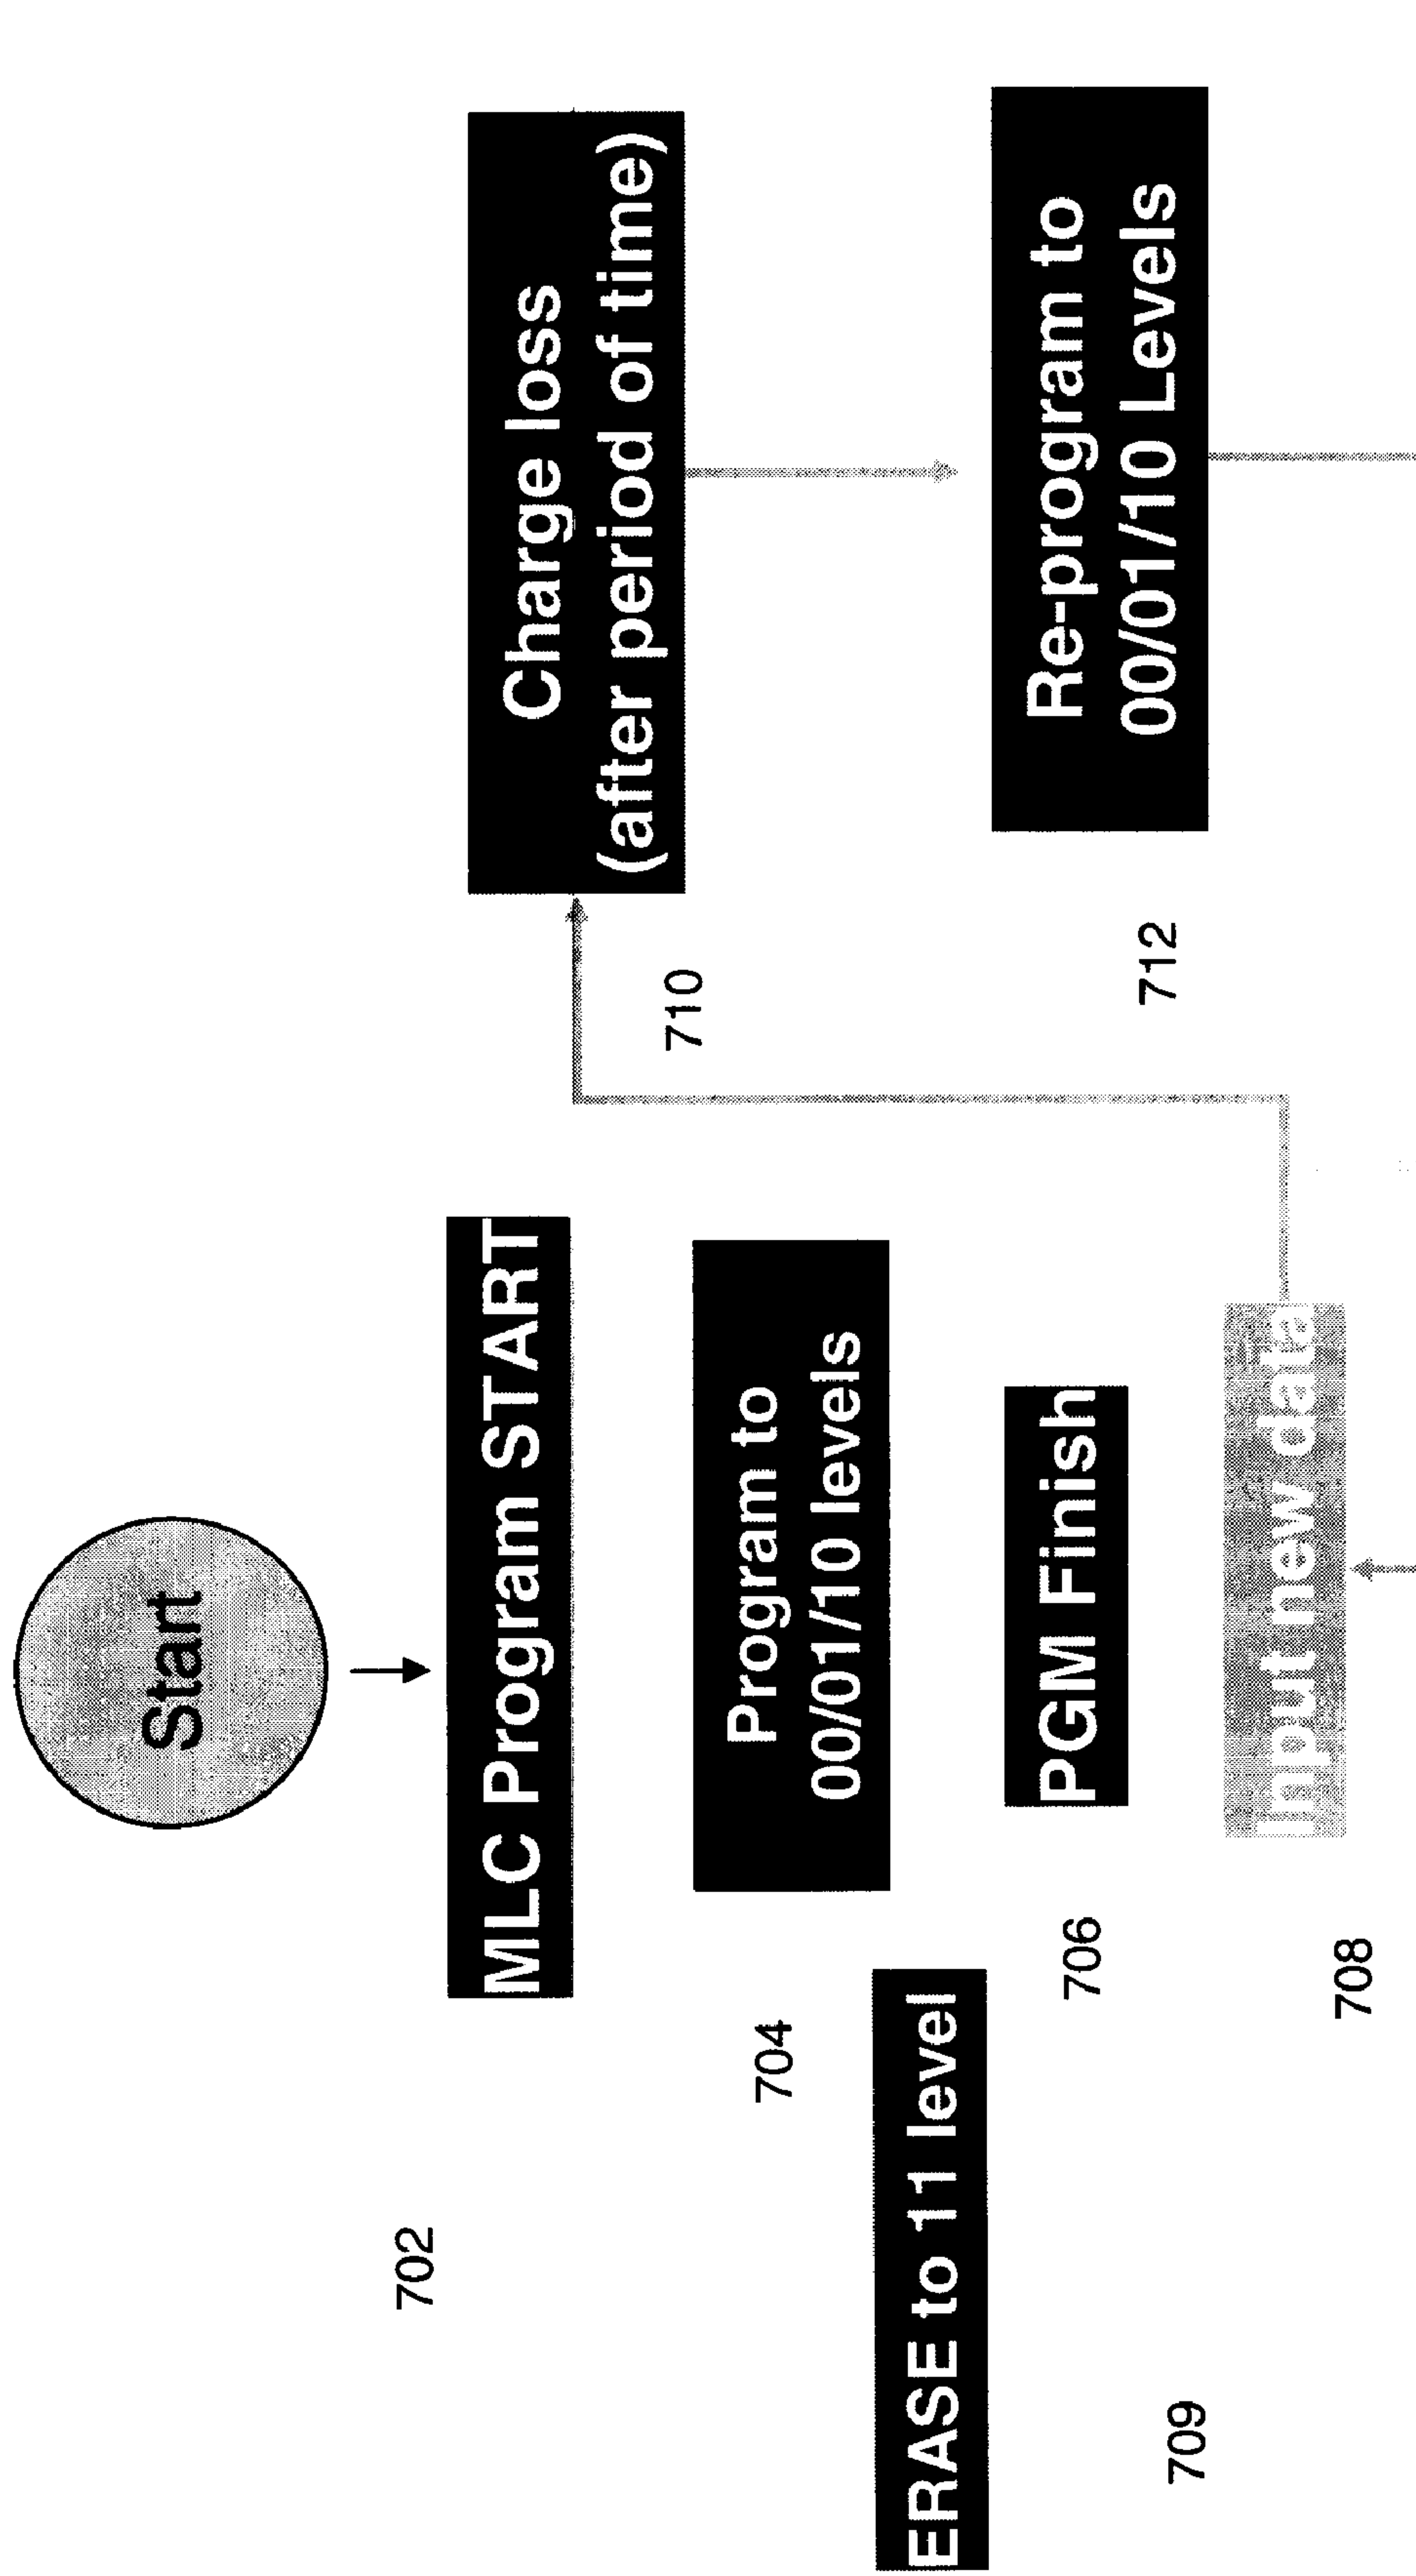 Start
MLC Program START
702
Program to
00/01/10 levels
704
ERASE to 11 level
709
PGM Finish
706
Input new data
708
Charge loss
(after period of time)
710
Re-program to
00/01/10 Levels
712